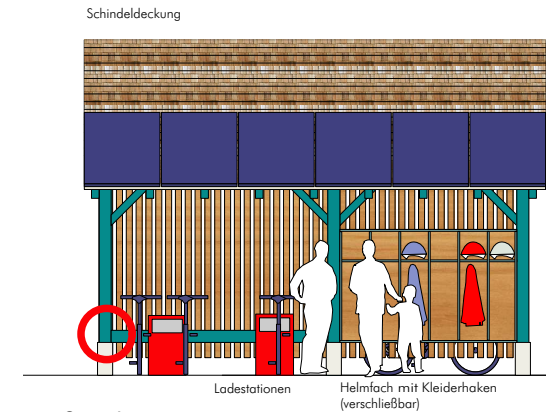 Schindeldeckung
Ladestationen
Helmfach mit Kleiderhaken
(verschließbar)